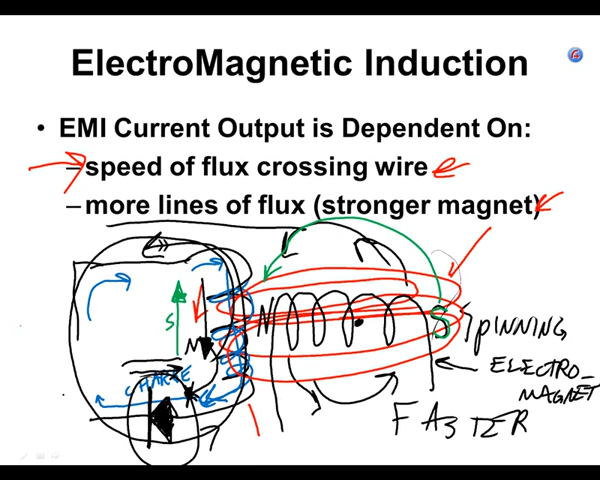 ElectroMagnetic Induction
• EMI Current Output is Dependent On:
–speed of flux crossing wire
–more lines of flux (stronger magnet)
S
N
CHARGE
N
S
SPINNING
ELECTRO-
MAGNET
FASTER